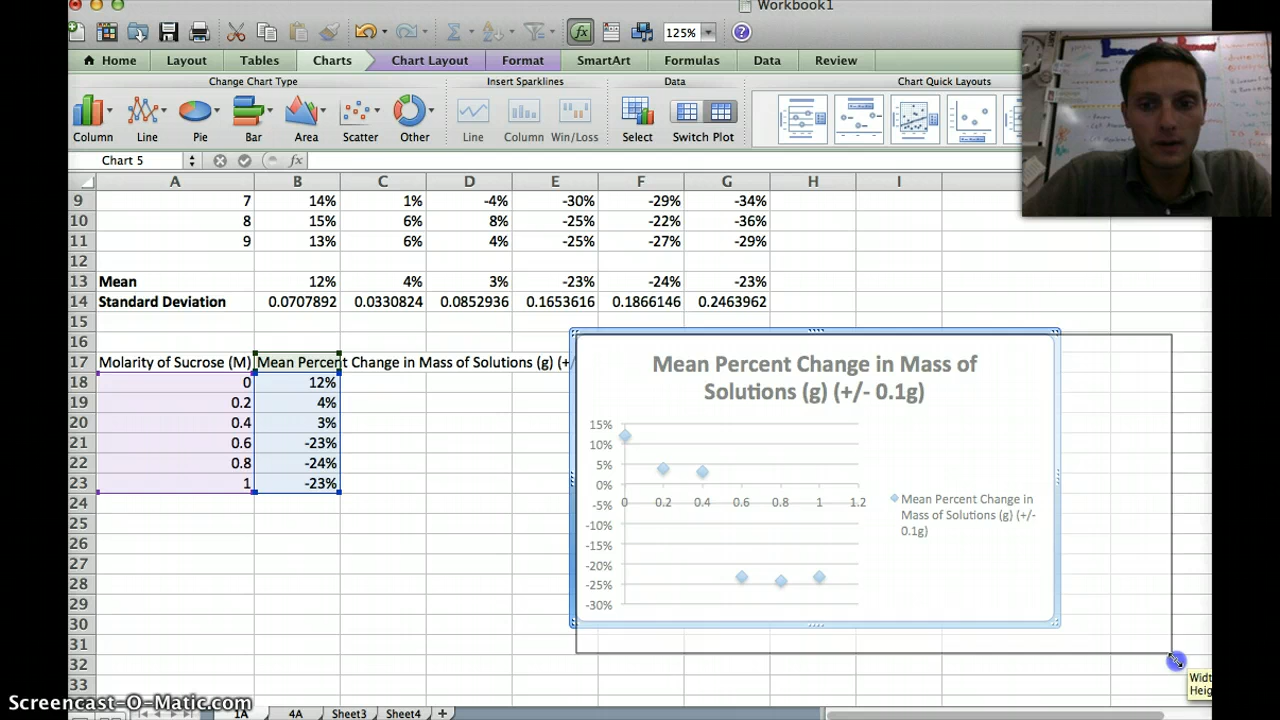 Workbook1
125%
Home Layout Tables Charts Chart Layout Format SmartArt Formulas Data Review
Change Chart Type Insert Sparklines Data Chart Quick Layouts
Column Line Pie Bar Area Scatter Other Line Column Win/Loss Select Switch Plot
Chart 5 fx
A B C D E F G H I
9 7 14% 1% -4% -30% -29% -34%
10 8 15% 6% 8% -25% -22% -36%
11 9 13% 6% 4% -25% -27% -29%
12
13 Mean 12% 4% 3% -23% -24% -23%
14 Standard Deviation 0.0707892 0.0330824 0.0852936 0.1653616 0.1866146 0.2463962
15
16
17 Molarity of Sucrose (M) Mean Percent Change in Mass of Solutions (g) (+/
18 0 12%
19 0.2 4%
20 0.4 3%
21 0.6 -23%
22 0.8 -24%
23 1 -23%
24
25
26
27
28
29
30
31
32
33
Mean Percent Change in Mass of
Solutions (g) (+/- 0.1g)
15%
10%
5%
0%
-5%
-10%
-15%
-20%
-25%
-30%
0 0.2 0.4 0.6 0.8 1 1.2
Mean Percent Change in
Mass of Solutions (g) (+/-
0.1g)
Widt
Heig
Screencast-O-Matic.com
1A 4A Sheet3 Sheet4 +